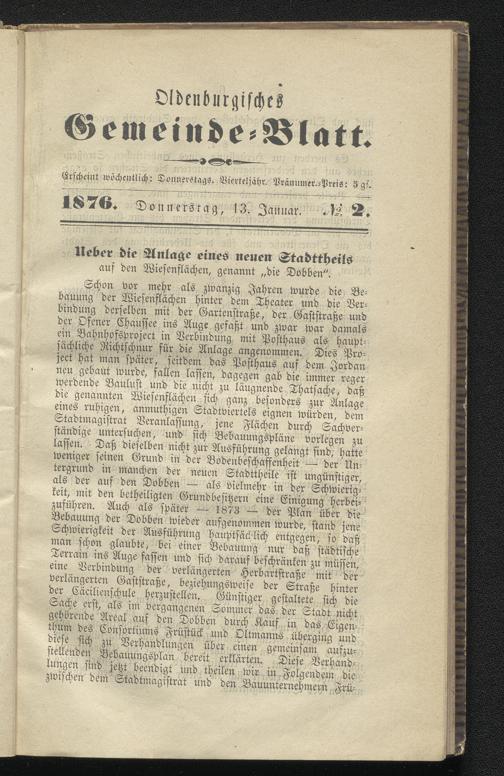 Oldenburgisches
Gemeinde-Blatt.
Erscheint wöchentlich: Donnerstags. Vierteljähr. Pränumer.-Preis: 5 gr.
1876. Donnerstag, 13. Januar. № 2.
Ueber die Anlage eines neuen Stadttheils
auf den Wiesenflächen, genannt „die Dobben“.
Schon vor mehr als zwanzig Jahren wurde die Be-
bauung der Wiesenflächen hinter dem Theater und die Ver-
bindung derselben mit der Gartenstraße, der Gaststraße und
der Ofener Chaussee ins Auge gefaßt und zwar war damals
ein Bahnhofsproject in Verbindung mit Posthaus als haupt-
sächliche Richtschnur für die Anlage angenommen. Dies Pro-
ject hat man später, seitdem das Posthaus auf dem Jordan
neu gebaut wurde, fallen lassen, dagegen gab die immer reger
werdende Baulust und die nicht zu läugnende Thatsache, daß
die genannten Wiesenflächen sich ganz besonders zur Anlage
eines ruhigen, anmuthigen Stadtviertels eignen würden, dem
Stadtmagistrat Veranlassung, jene Flächen durch Sachver-
ständige untersuchen, und sich Bebauungspläne vorlegen zu
lassen. Daß dieselben nicht zur Ausführung gelangt sind, hatte
weniger seinen Grund in der Bodenbeschaffenheit — der Un-
tergrund in manchen der neuen Stadttheile ist ungünstiger,
als der auf den Dobben — als vielmehr in der Schwierig-
keit, mit den betheiligten Grundbesitzern eine Einigung herbei-
zuführen. Auch als später — 1873 — der Plan über die
Bebauung der Dobben wieder aufgenommen wurde, stand jene
Schwierigkeit der Ausführung hauptsächlich entgegen, so daß
man schon glaubte, bei einer Bebauung nur daß städtische
Terrain ins Auge fassen und sich darauf beschränken zu müssen,
eine Verbindung der verlängerten Herbartstraße mit der
verlängerten Gaststraße, beziehungsweise der Straße hinter
der Cäcilienschule herzustellen. Günstiger gestaltete sich die
Sache erst, als im vergangenen Sommer das der Stadt nicht
gehörende Areal auf den Dobben durch Kauf in das Eigen-
thum des Consortiums Früstück und Oltmanns überging und
diese sich zu Verhandlungen über einen gemeinsam aufzu-
stellenden Bebauungsplan bereit erklärten. Diese Verhand-
lungen sind jetzt beendigt und theilen wir in Folgendem die
zwischen dem Stadtmagistrat und den Bauunternehmern Frü-